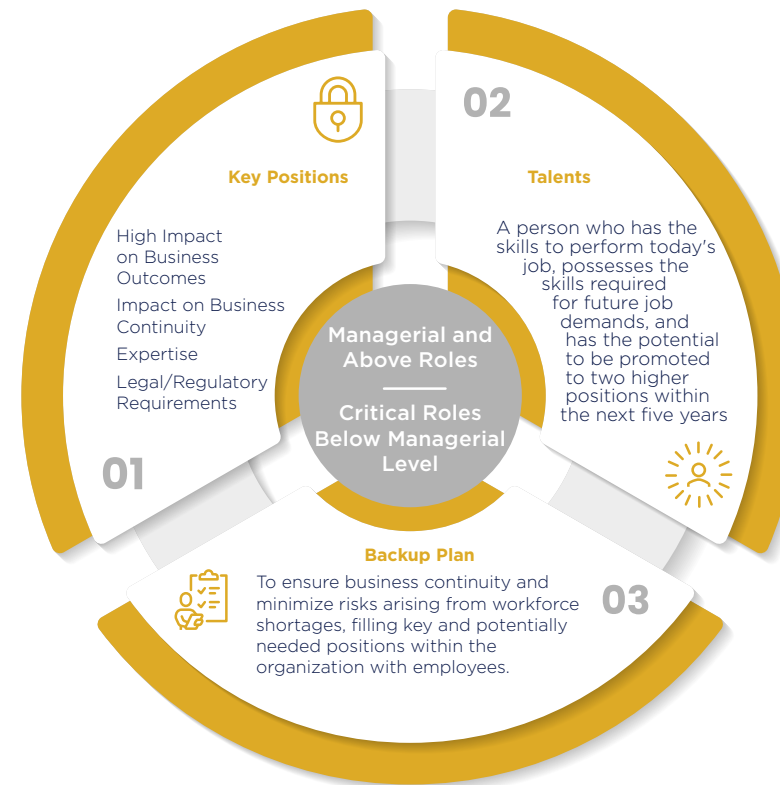 Key Positions
High Impact
on Business
Outcomes
Impact on Business
Continuity
Expertise
Legal/Regulatory
Requirements
01
02
Talents
A person who has the
skills to perform today's
job, possesses the
skills required
for future job
demands, and
has the potential
to be promoted
to two higher
positions within
the next five years
Managerial and
Above Roles
Critical Roles
Below Managerial
Level
Backup Plan
To ensure business continuity and
minimize risks arising from workforce
shortages, filling key and potentially
needed positions within the
organization with employees.
03